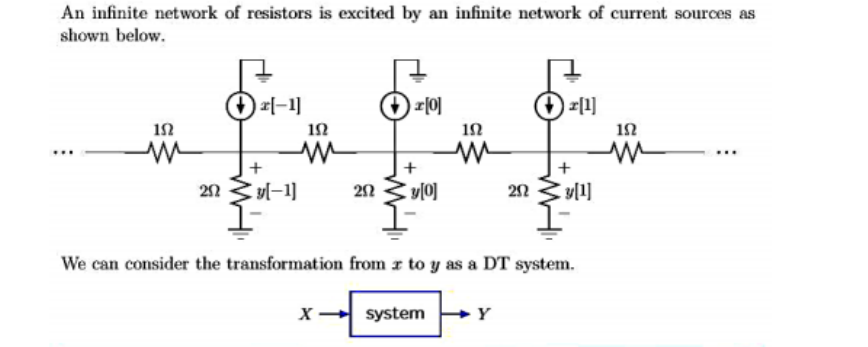 An infinite network of resistors is excited by an infinite network of current sources as
shown below.
x[−1] x[0] x[1]
1Ω 1Ω 1Ω 1Ω
... ...
+ + +
2Ω y[−1] 2Ω y[0] 2Ω y[1]
− − −
We can consider the transformation from x to y as a DT system.
X system Y